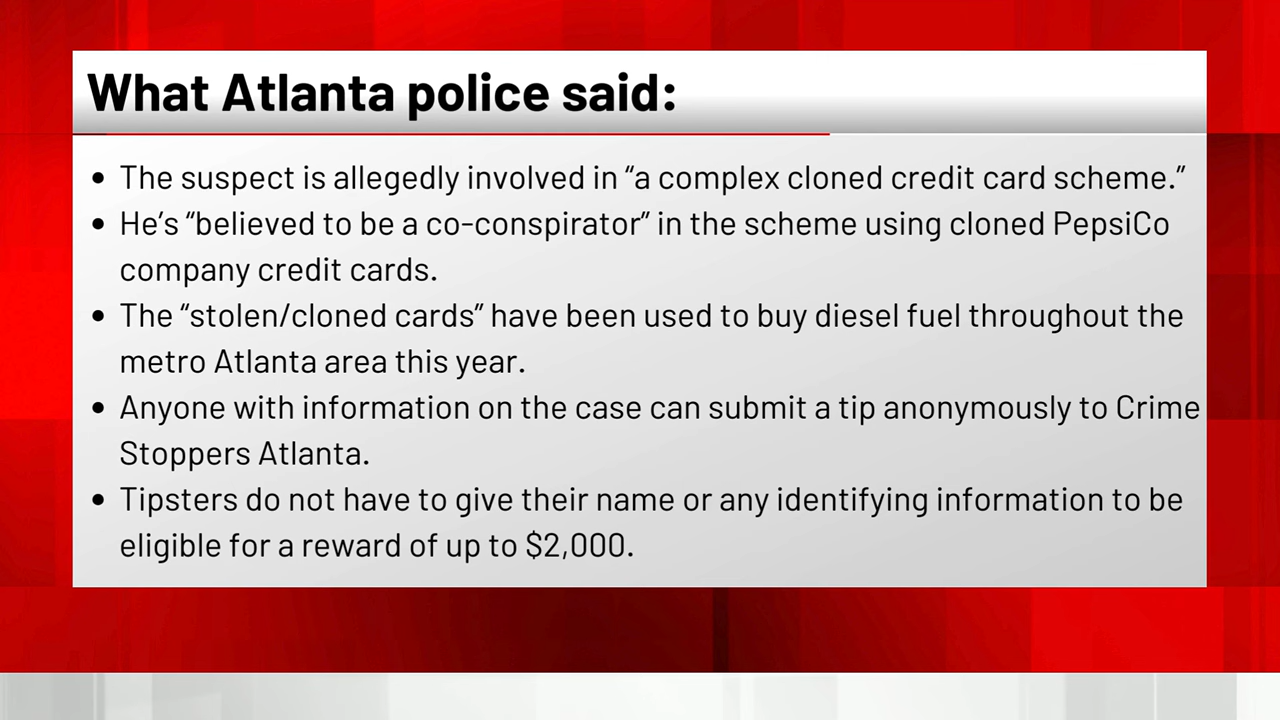 What Atlanta police said:
• The suspect is allegedly involved in “a complex cloned credit card scheme.”
• He’s “believed to be a co-conspirator” in the scheme using cloned PepsiCo
company credit cards.
• The “stolen/cloned cards” have been used to buy diesel fuel throughout the
metro Atlanta area this year.
• Anyone with information on the case can submit a tip anonymously to Crime
Stoppers Atlanta.
• Tipsters do not have to give their name or any identifying information to be
eligible for a reward of up to $2,000.